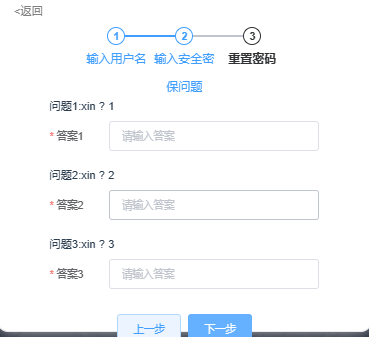 <返回
1 2 3
输入用户名 输入安全密 重置密码
保问题
问题1:xin ? 1
* 答案1 请输入答案
问题2:xin ? 2
* 答案2 请输入答案
问题3:xin ? 3
* 答案3 请输入答案
上一步 下一步